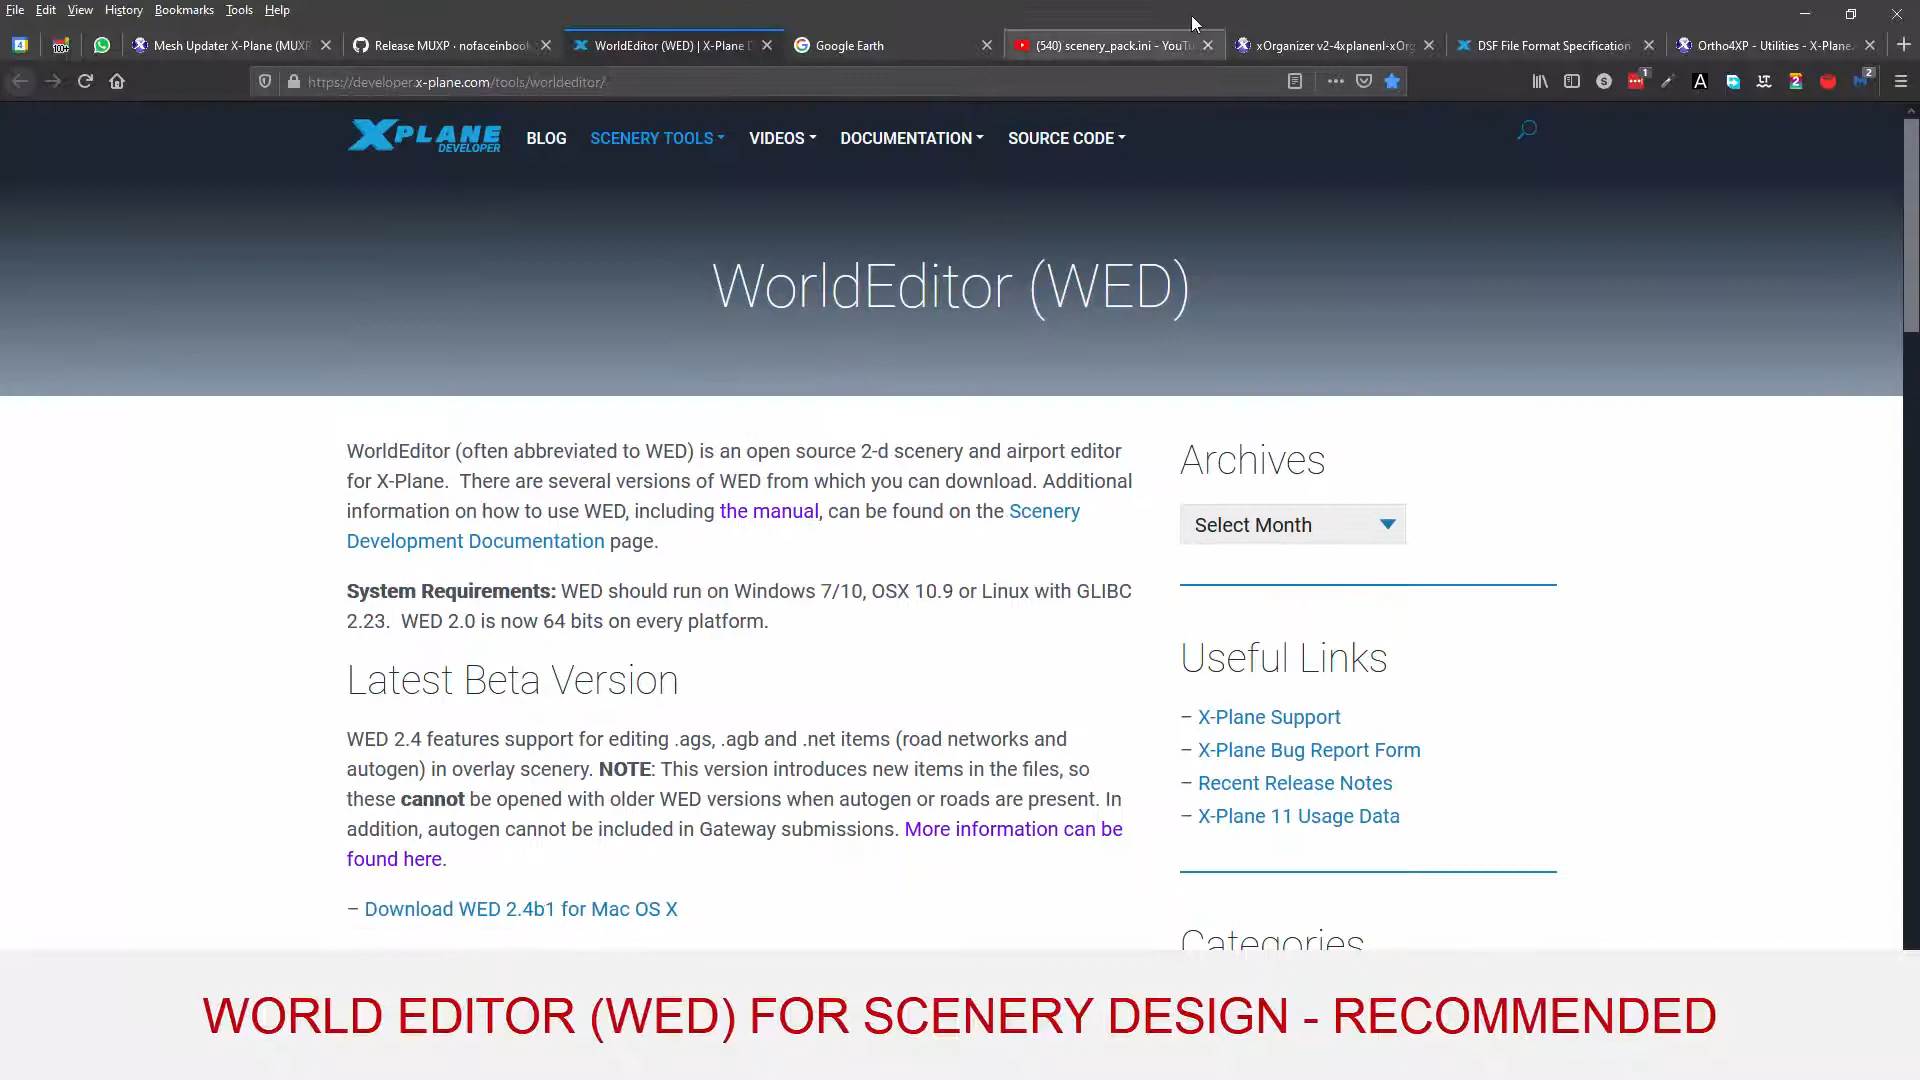 File Edit View History Bookmarks Tools Help
Mesh Updater X-Plane (MUXP
Release MUXP · nofaceinbook
WorldEditor (WED) | X-Plane D
Google Earth
(540) scenery_pack.ini - YouTu
xOrganizer v2-4xplanenl-xOrg
DSF File Format Specification
Ortho4XP - Utilities - X-Plane.
https://developer.x-plane.com/tools/worldeditor/
X PLANE DEVELOPER
BLOG SCENERY TOOLS VIDEOS DOCUMENTATION SOURCE CODE
WorldEditor (WED)
WorldEditor (often abbreviated to WED) is an open source 2-d scenery and airport editor
for X-Plane. There are several versions of WED from which you can download. Additional
information on how to use WED, including the manual, can be found on the Scenery
Development Documentation page.
System Requirements: WED should run on Windows 7/10, OSX 10.9 or Linux with GLIBC
2.23. WED 2.0 is now 64 bits on every platform.
Latest Beta Version
WED 2.4 features support for editing .ags, .agb and .net items (road networks and
autogen) in overlay scenery. NOTE: This version introduces new items in the files, so
these cannot be opened with older WED versions when autogen or roads are present. In
addition, autogen cannot be included in Gateway submissions. More information can be
found here.
– Download WED 2.4b1 for Mac OS X
Archives
Select Month
Useful Links
– X-Plane Support
– X-Plane Bug Report Form
– Recent Release Notes
– X-Plane 11 Usage Data
Categories
WORLD EDITOR (WED) FOR SCENERY DESIGN - RECOMMENDED